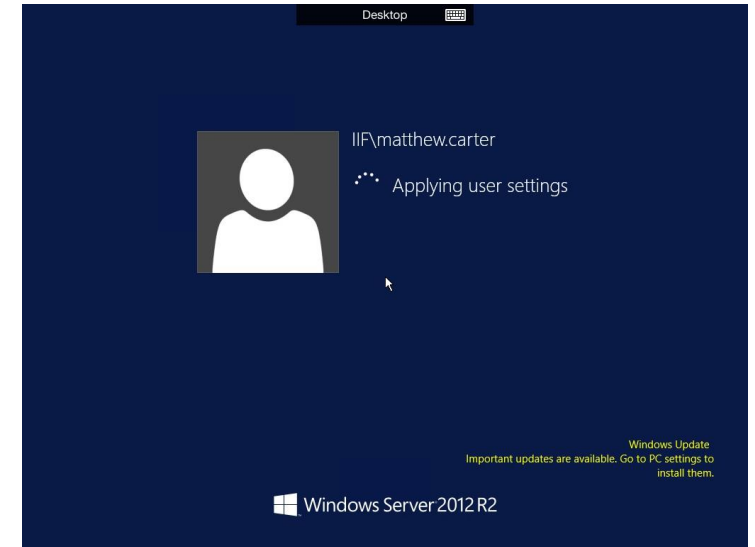 Desktop
IIF\matthew.carter
Applying user settings
Windows Update
Important updates are available. Go to PC settings to
install them.
Windows Server 2012 R2